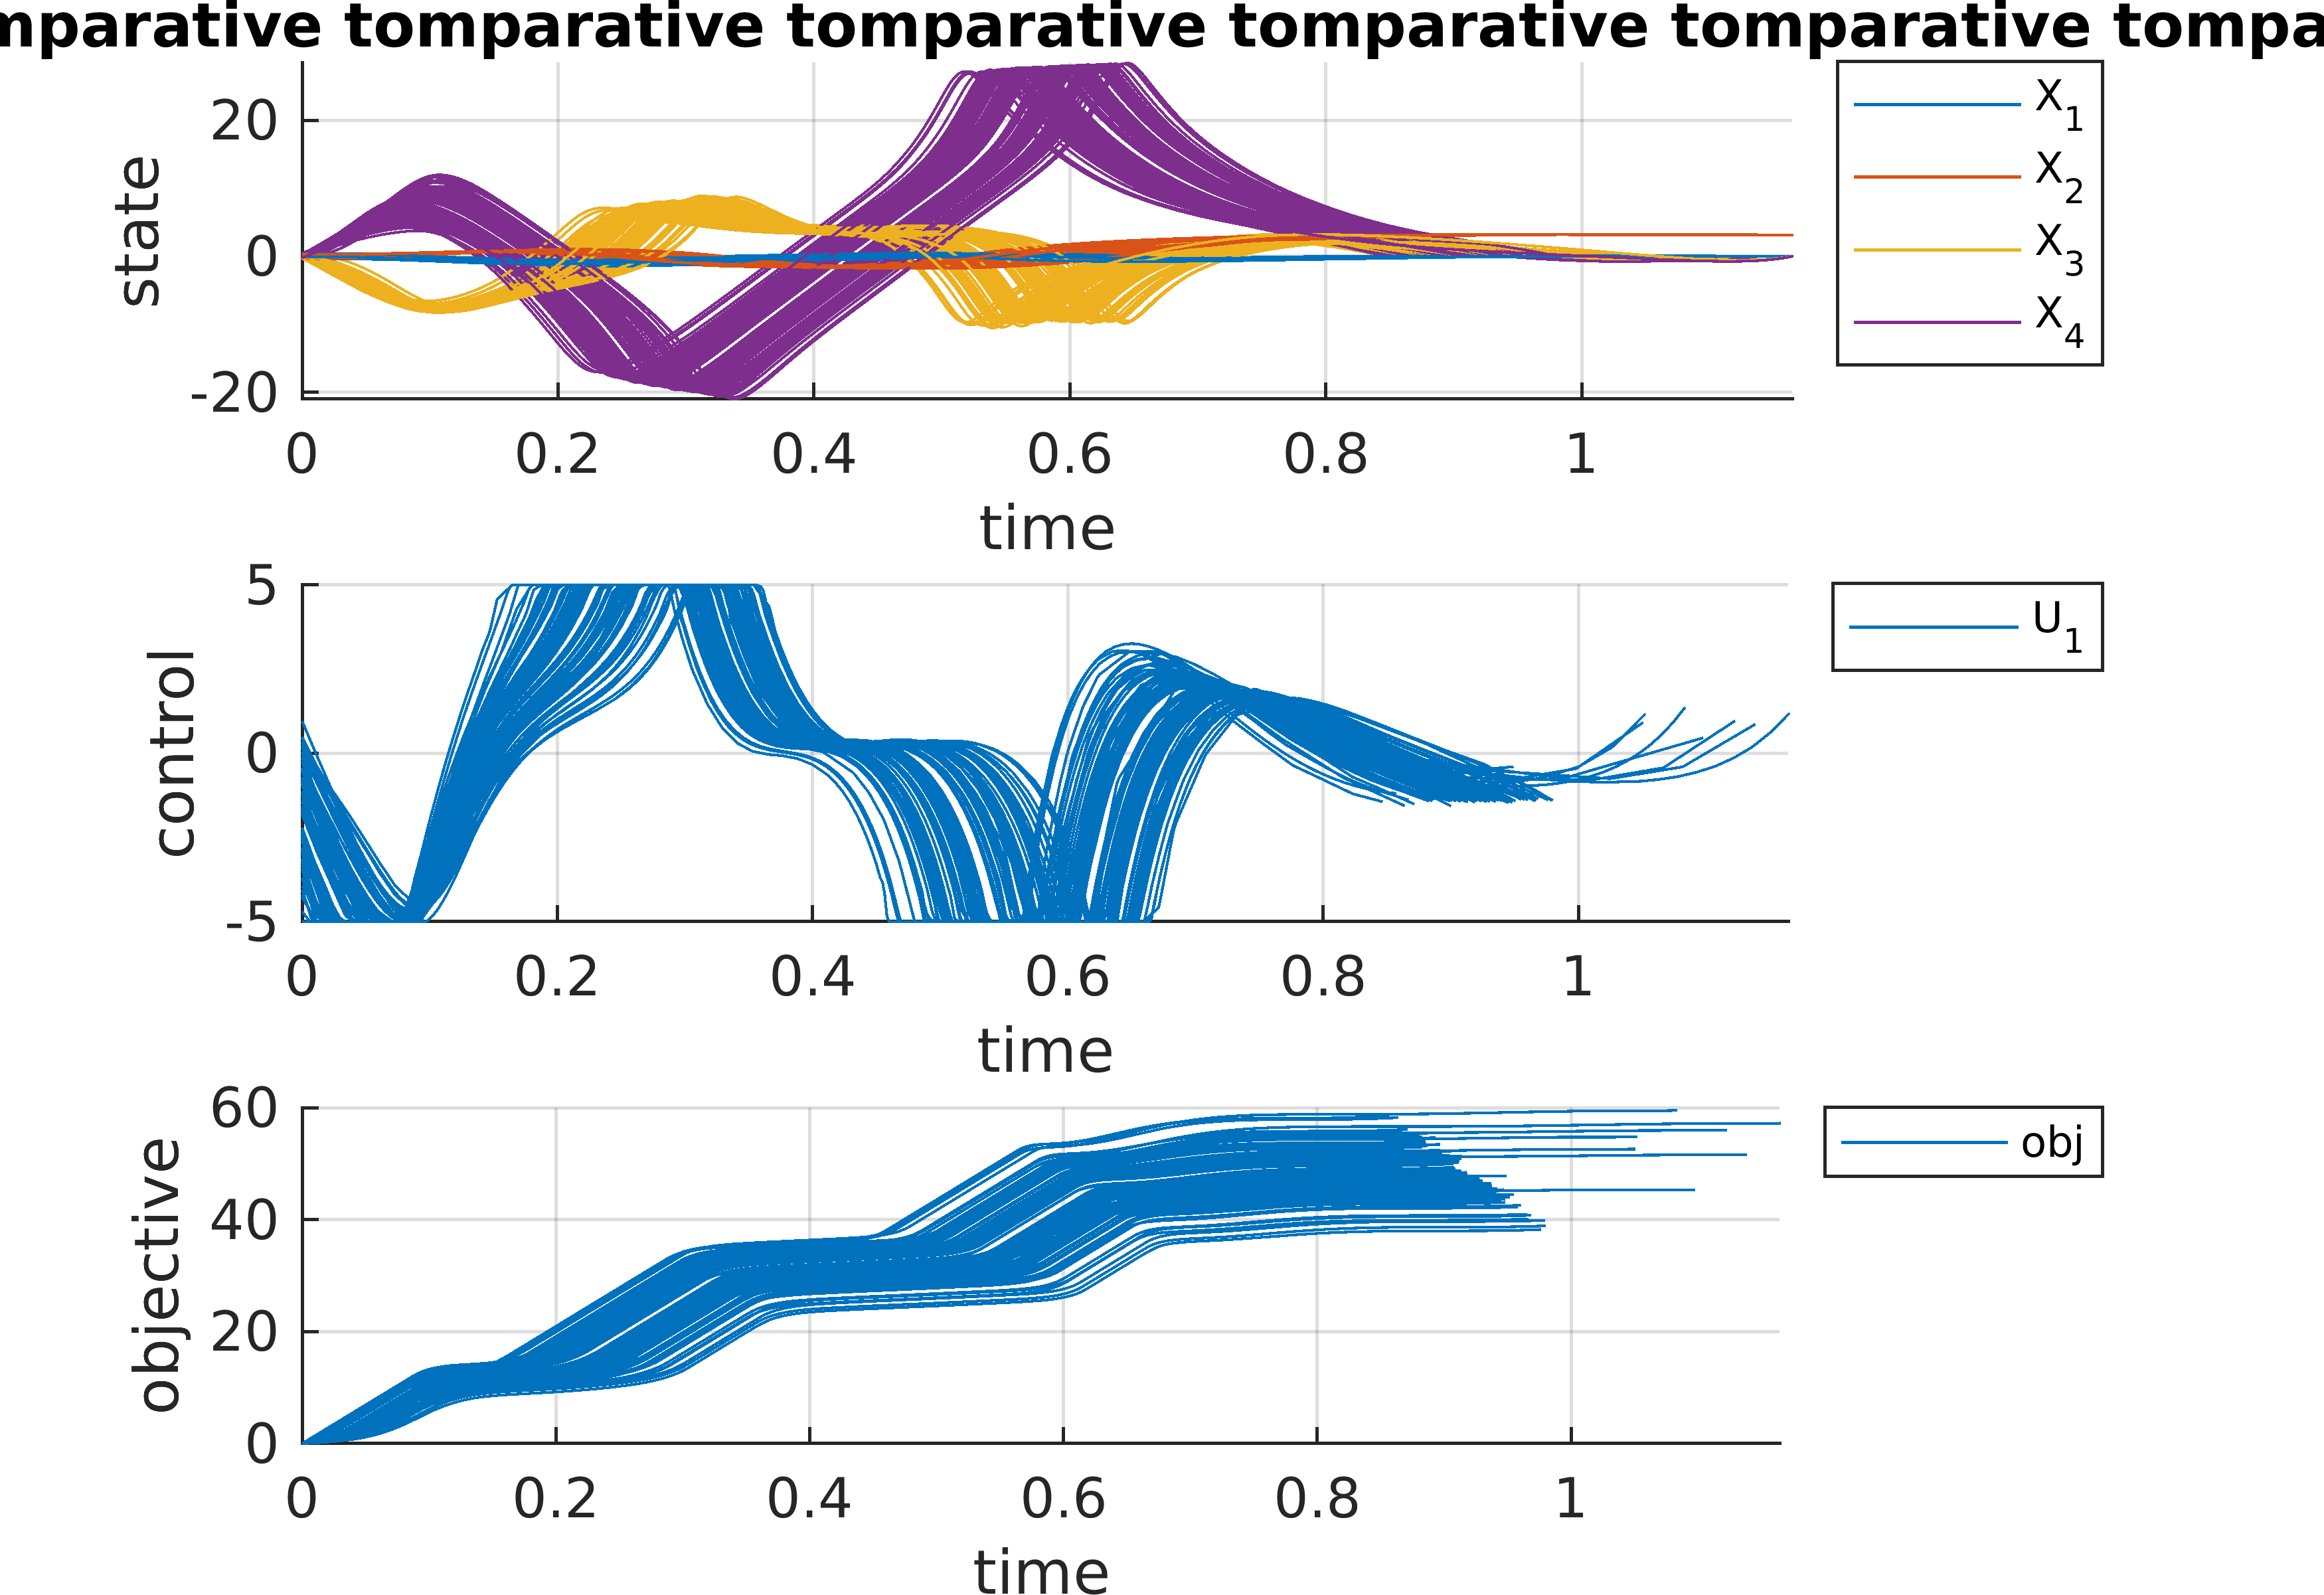 mparative tomparative tomparative tomparative tomparative tompa
state
20
0
-20
0 0.2 0.4 0.6 0.8 1
time
X1
X2
X3
X4
control
5
0
-5
0 0.2 0.4 0.6 0.8 1
time
U1
objective
60
40
20
0
0 0.2 0.4 0.6 0.8 1
time
obj